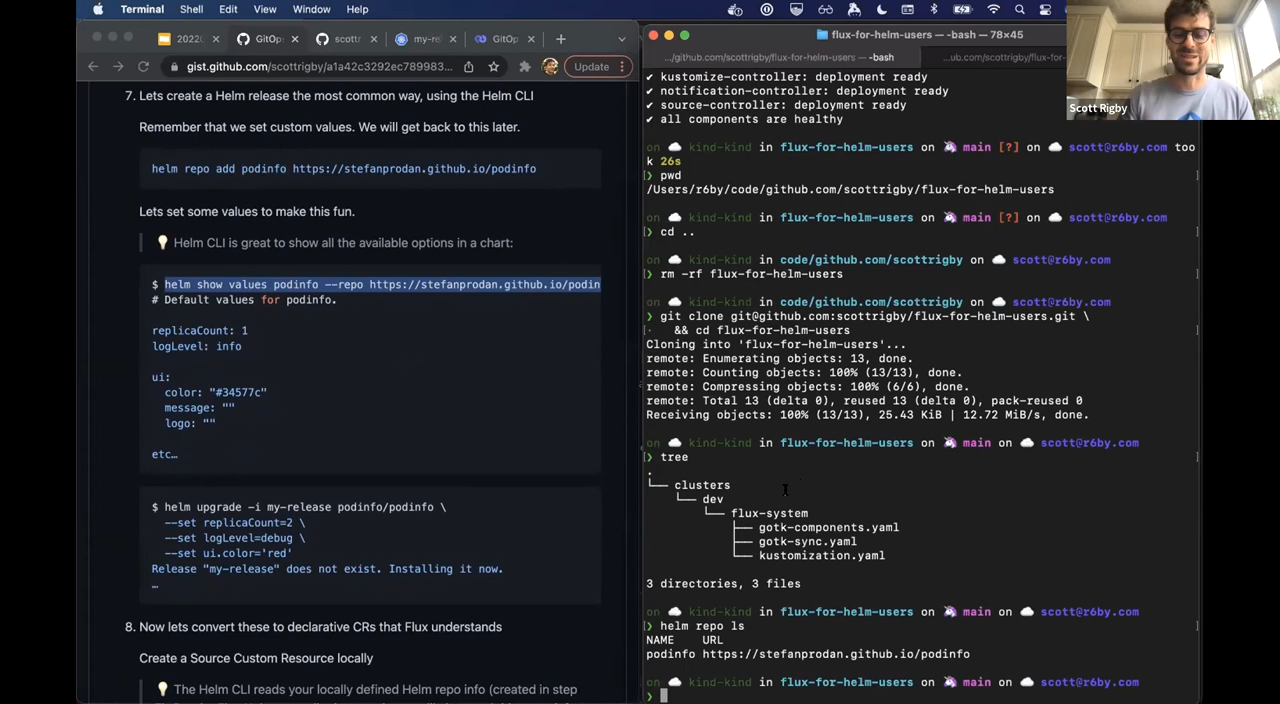 Terminal Shell Edit View Window Help
GitOp
scottr
my-re
GitOp
gist.github.com/scottrigby/a1a42c3292ec789983...
Update
7. Lets create a Helm release the most common way, using the Helm CLI
Remember that we set custom values. We will get back to this later.
helm repo add podinfo https://stefanprodan.github.io/podinfo
Lets set some values to make this fun.
💡 Helm CLI is great to show all the available options in a chart:
$ helm show values podinfo --repo https://stefanprodan.github.io/podin
# Default values for podinfo.
replicaCount: 1
logLevel: info
ui:
color: "#34577c"
message: ""
logo: ""
etc…
$ helm upgrade -i my-release podinfo/podinfo \
--set replicaCount=2 \
--set logLevel=debug \
--set ui.color='red'
Release "my-release" does not exist. Installing it now.
…
8. Now lets convert these to declarative CRs that Flux understands
Create a Source Custom Resource locally
💡 The Helm CLI reads your locally defined Helm repo info (created in step
flux-for-helm-users — -bash — 78×45
.../github.com/scottrigby/flux-for-helm-users — -bash
...ub.com/scottrigby/flux-for-hel
✔ kustomize-controller: deployment ready
✔ notification-controller: deployment ready
✔ source-controller: deployment ready
✔ all components are healthy
on ☁️ kind-kind in flux-for-helm-users on 🦄 main [?] on ☁️ scott@r6by.com too
k 26s
❯ pwd
/Users/r6by/code/github.com/scottrigby/flux-for-helm-users
on ☁️ kind-kind in flux-for-helm-users on 🦄 main [?] on ☁️ scott@r6by.com
❯ cd ..
on ☁️ kind-kind in code/github.com/scottrigby on ☁️ scott@r6by.com
❯ rm -rf flux-for-helm-users
on ☁️ kind-kind in code/github.com/scottrigby on ☁️ scott@r6by.com
❯ git clone git@github.com:scottrigby/flux-for-helm-users.git \
&& cd flux-for-helm-users
Cloning into 'flux-for-helm-users'...
remote: Enumerating objects: 13, done.
remote: Counting objects: 100% (13/13), done.
remote: Compressing objects: 100% (6/6), done.
remote: Total 13 (delta 0), reused 13 (delta 0), pack-reused 0
Receiving objects: 100% (13/13), 25.43 KiB | 12.72 MiB/s, done.
on ☁️ kind-kind in flux-for-helm-users on 🦄 main on ☁️ scott@r6by.com
❯ tree
.
└── clusters
└── dev
└── flux-system
├── gotk-components.yaml
├── gotk-sync.yaml
└── kustomization.yaml
3 directories, 3 files
on ☁️ kind-kind in flux-for-helm-users on 🦄 main on ☁️ scott@r6by.com
❯ helm repo ls
NAME URL
podinfo https://stefanprodan.github.io/podinfo
on ☁️ kind-kind in flux-for-helm-users on 🦄 main on ☁️ scott@r6by.com
❯
Scott Rigby